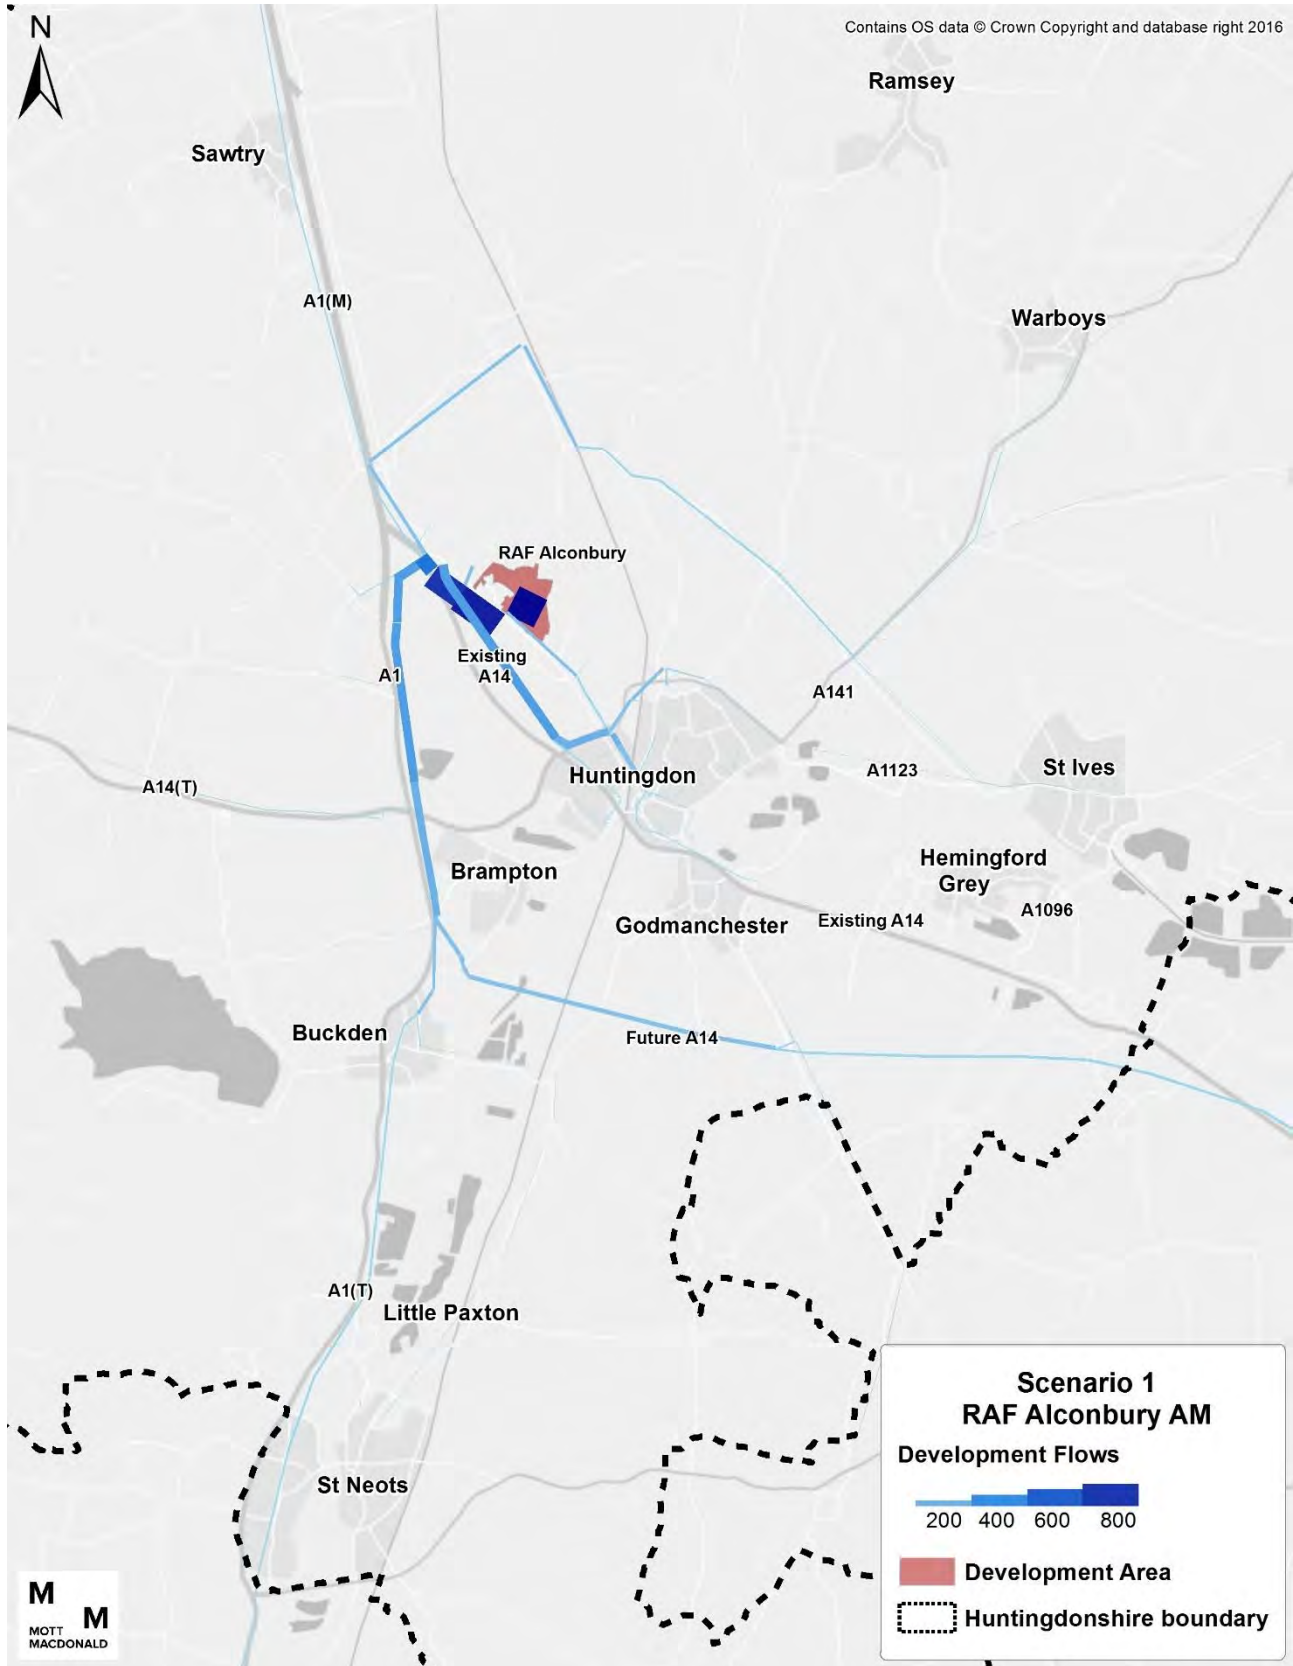 N
Contains OS data © Crown Copyright and database right 2016
Ramsey
Sawtry
A1(M)
Warboys
RAF Alconbury
Existing
A14
A1
A141
A14(T)
Huntingdon
A1123
St Ives
Brampton
Hemingford
Grey
A1096
Godmanchester
Existing A14
Buckden
Future A14
A1(T)
Little Paxton
St Neots
Scenario 1
RAF Alconbury AM
Development Flows
200 400 600 800
Development Area
Huntingdonshire boundary
M
M
MOTT
MACDONALD